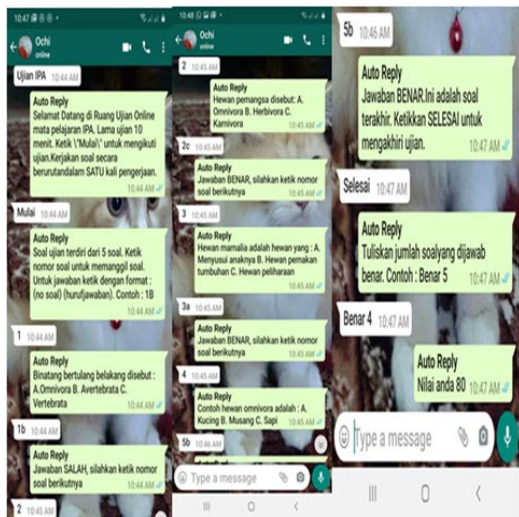 10:47
Ochi
online
Ujian IPA 10:44 AM
Auto Reply
Selamat Datang di Ruang Ujian Online
mata pelajaran IPA. Lama ujian 10
menit. Ketik \"Mulai\" untuk mengikuti
ujian.Kerjakan soal secara
berurutandalam SATU kali pengerjaan.
10:44 AM
Mulai 10:44 AM
Auto Reply
Soal ujian terdiri dari 5 soal. Ketik
nomor soal untuk memanggil soal.
Untuk jawaban ketik dengan format :
(no soal) (hurufjawaban). Contoh : 1B
10:44 AM
1 10:44 AM
Auto Reply
Binatang bertulang belakang disebut :
A.Omnivora B. Avertebrata C.
Vertebrata 10:44 AM
1b 10:44 AM
Auto Reply
Jawaban SALAH, silahkan ketik nomor
soal berikutnya 10:44 AM
2 10:45 AM
10:48
Ochi
online
2 10:45 AM
Auto Reply
Hewan pemangsa disebut: A.
Omnivora B. Herbivora C.
Karnivora 10:45 AM
2c 10:45 AM
Auto Reply
Jawaban BENAR, silahkan ketik nomor
soal berikutnya 10:45 AM
3 10:45 AM
Auto Reply
Hewan mamalia adalah hewan yang : A.
Menyusui anaknya B. Hewan pemakan
tumbuhan C. Hewan peliharaan
10:45 AM
3a 10:45 AM
Auto Reply
Jawaban BENAR, silahkan ketik nomor
soal berikutnya 10:45 AM
4 10:45 AM
Auto Reply
Contoh hewan omnivora adalah : A.
Kucing B. Musang C. Sapi 10:45 AM
5b 10:46 AM
Type a message
5b 10:46 AM
Auto Reply
Jawaban BENAR.Ini adalah soal
terakhir. Ketikkan SELESAI untuk
mengakhiri ujian. 10:47 AM
Selesai 10:47 AM
Auto Reply
Tuliskan jumlah soalyang dijawab
benar. Contoh : Benar 5 10:47 AM
Benar 4 10:47 AM
Auto Reply
Nilai anda 80 10:47 AM
Type a message